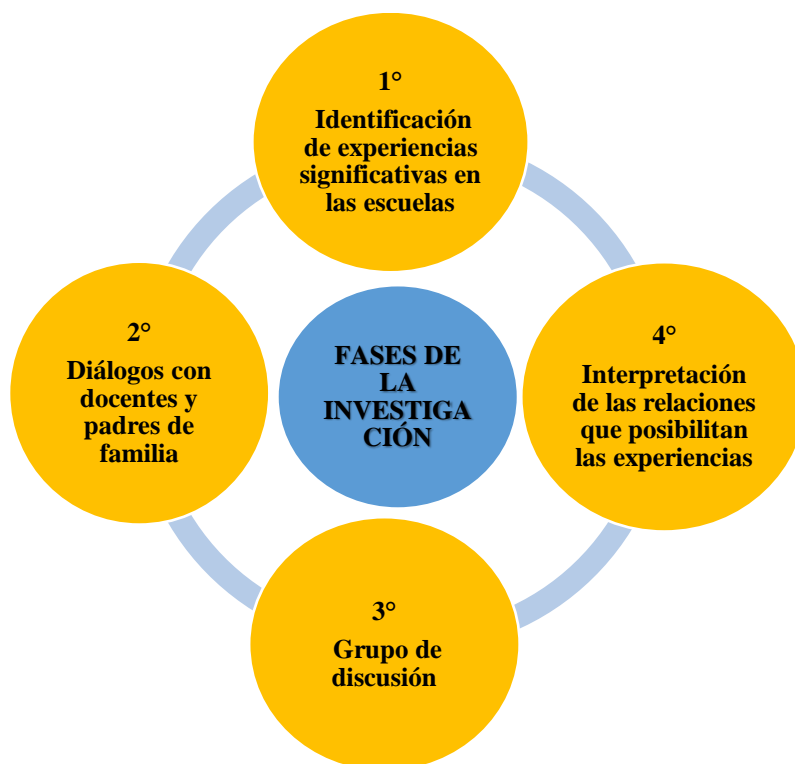 1°
Identificación
de experiencias
significativas en
las escuelas
2°
Diálogos con
docentes y
padres de
familia
FASES DE
LA
INVESTIGA
CIÓN
4°
Interpretación
de las relaciones
que posibilitan
las experiencias
3°
Grupo de
discusión